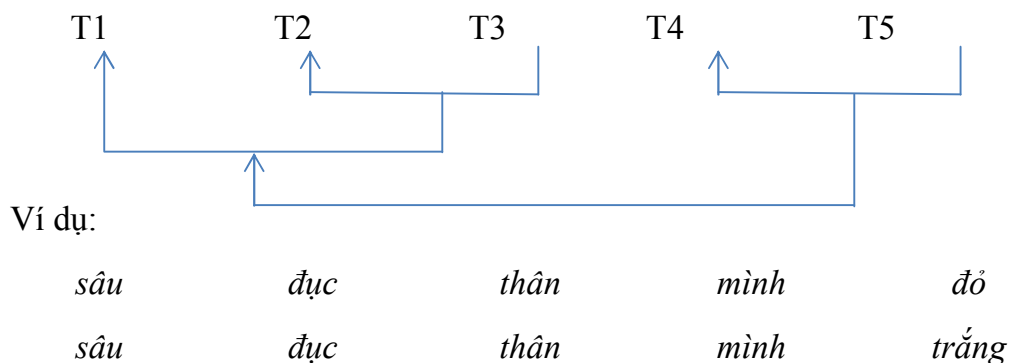 T1 T2 T3 T4 T5
Ví dụ:
sâu đục thân mình đỏ
sâu đục thân mình trắng